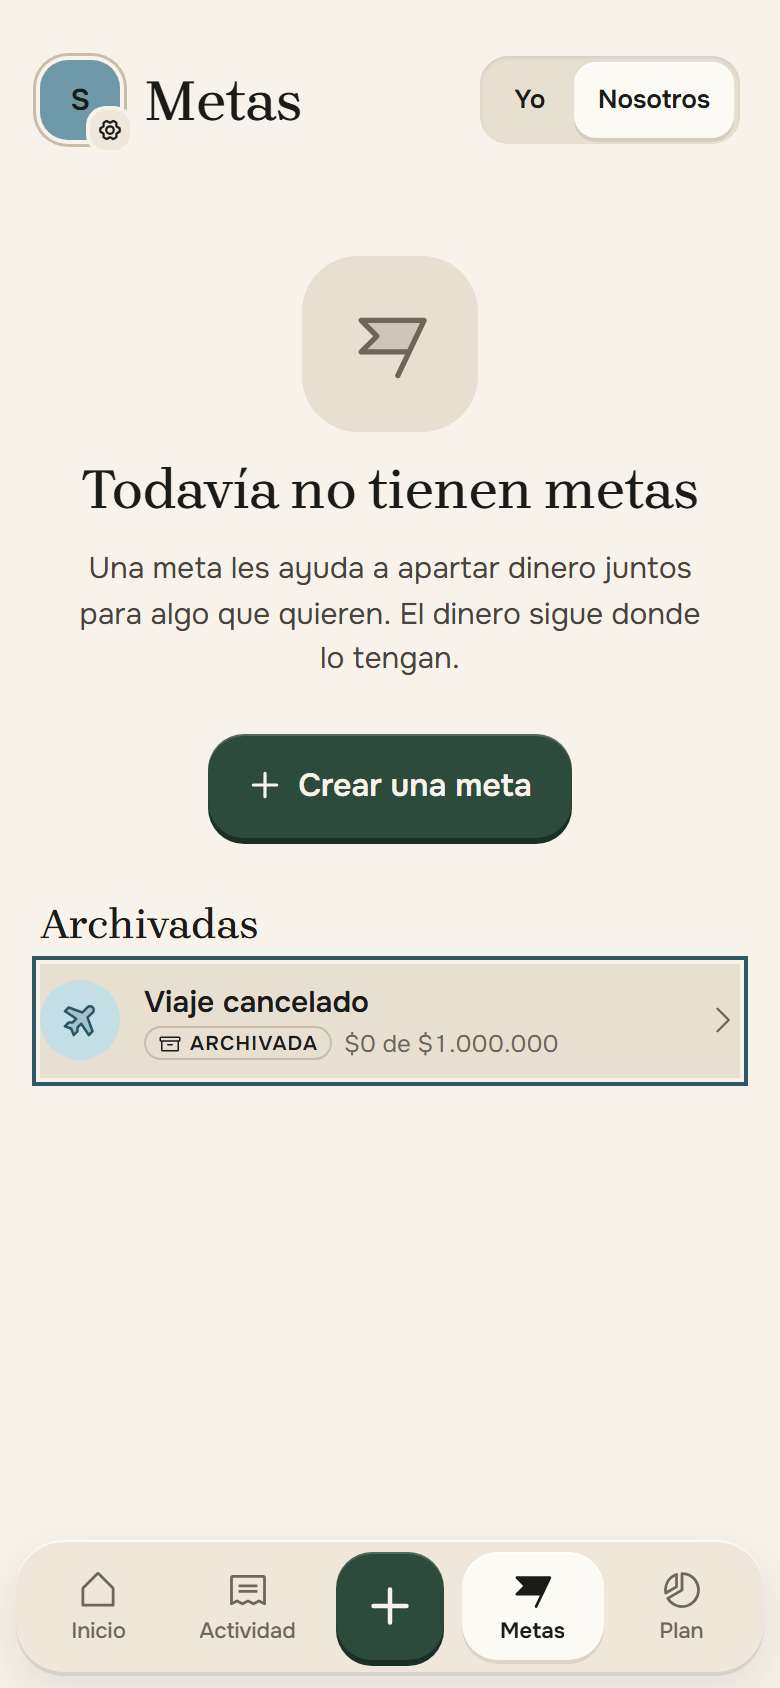 S
Metas
Yo
Nosotros
Todavía no tienen metas
Una meta les ayuda a apartar dinero juntos
para algo que quieren. El dinero sigue donde
lo tengan.
Crear una meta
Archivadas
Viaje cancelado
ARCHIVADA $0 de $1.000.000
Inicio
Actividad
Metas
Plan